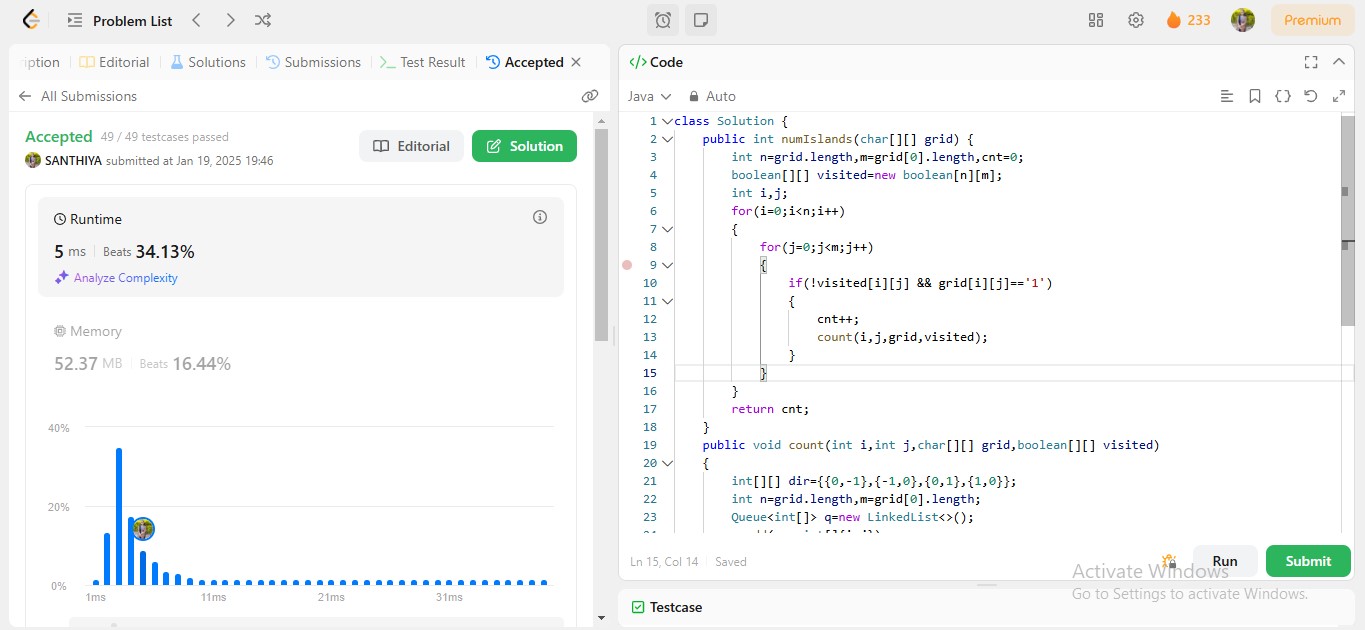 Problem List
233
Premium
iption
Editorial
Solutions
Submissions
Test Result
Accepted
All Submissions
Accepted 49 / 49 testcases passed
SANTHIYA submitted at Jan 19, 2025 19:46
Editorial
Solution
Runtime
5 ms Beats 34.13%
Analyze Complexity
Memory
52.37 MB Beats 16.44%
40%
20%
0%
1ms 11ms 21ms 31ms
</> Code
Java Auto
1 class Solution {
2 public int numIslands(char[][] grid) {
3 int n=grid.length,m=grid[0].length,cnt=0;
4 boolean[][] visited=new boolean[n][m];
5 int i,j;
6 for(i=0;i<n;i++)
7 {
8 for(j=0;j<m;j++)
9 {
10 if(!visited[i][j] && grid[i][j]=='1')
11 {
12 cnt++;
13 count(i,j,grid,visited);
14 }
15 }
16 }
17 return cnt;
18 }
19 public void count(int i,int j,char[][] grid,boolean[][] visited)
20 {
21 int[][] dir={{0,-1},{-1,0},{0,1},{1,0}};
22 int n=grid.length,m=grid[0].length;
23 Queue<int[]> q=new LinkedList<>();
Ln 15, Col 14 Saved
Run
Submit
Activate Windows
Go to Settings to activate Windows.
Testcase